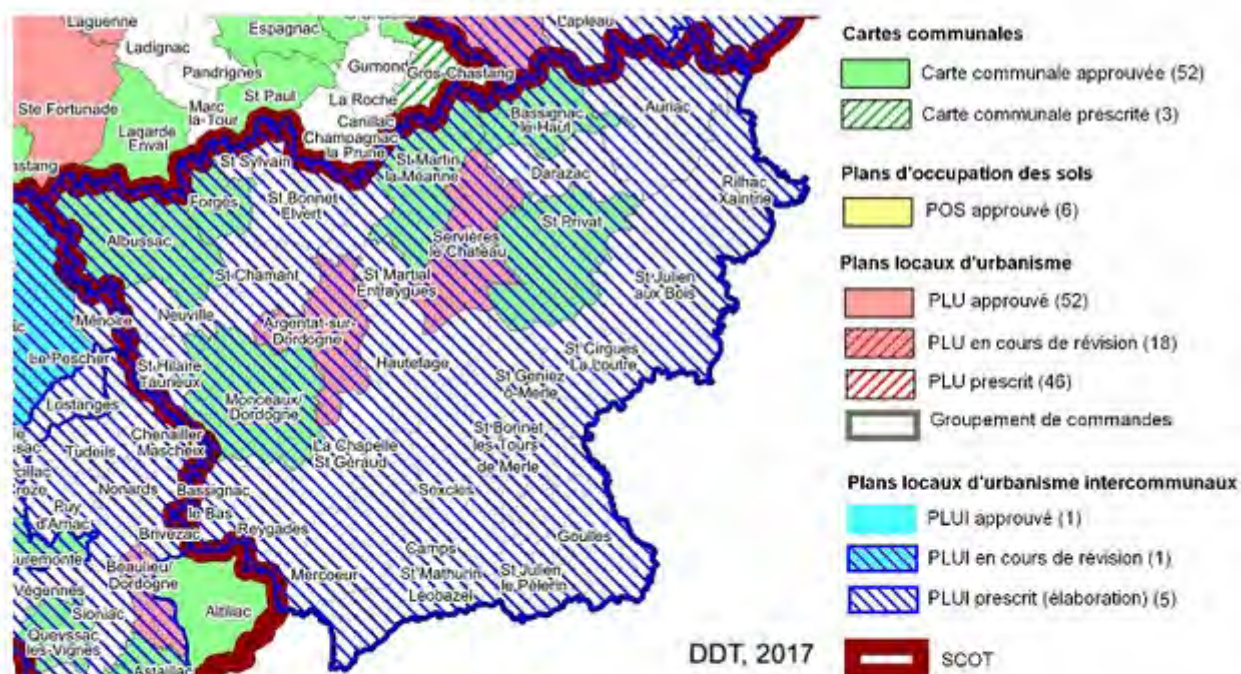 Laguenne
Ladignac
Espagnac
Lapleau
Pandrignes
Gumond
Gros-Chastang
Ste Fortunade
St Paul
Marc
la-Tour
La Roche
Canillac
Lagarde
Enval
Champagnac
la Prune
Bassignac
le Haut
Auriac
astang
St Sylvain
St Martin
la Méanne
Darazac
Forgès
St Bonnet
Elvert
Rilhac
Xaintrie
St Privat
Albussac
Servières
le Chateau
St Chamant
St Martial
Entraygues
St Julien
aux Bois
Ménoire
Neuville
Argentat-sur-
Dordogne
Le Pescher
St Hilaire
Taurieux
Hautefage
St Cirgues
La Loutre
St Geniez
ô Merle
Lostanges
Monceaux/
Dordogne
St Bonnet
les Tours
de Merle
Chenailler
Mascheix
La Chapelle
St Géraud
Tudeils
Nonards
Bassignac
le Bas
Sexcles
Puy
d'Arnac
Brivezac
Reygades
Goulles
Beaulieu/
Dordogne
Camps
St Mathurin
Léobazel
Mercoeur
St Julien
le Pélerin
Végennes
Sioniac
Altillac
Queyssac
les-Vignes
Astaillac
DDT, 2017
Cartes communales
Carte communale approuvée (52)
Carte communale prescrite (3)
Plans d'occupation des sols
POS approuvé (6)
Plans locaux d'urbanisme
PLU approuvé (52)
PLU en cours de révision (18)
PLU prescrit (46)
Groupement de commandes
Plans locaux d'urbanisme intercommunaux
PLUI approuvé (1)
PLUI en cours de révision (1)
PLUI prescrit (élaboration) (5)
SCOT